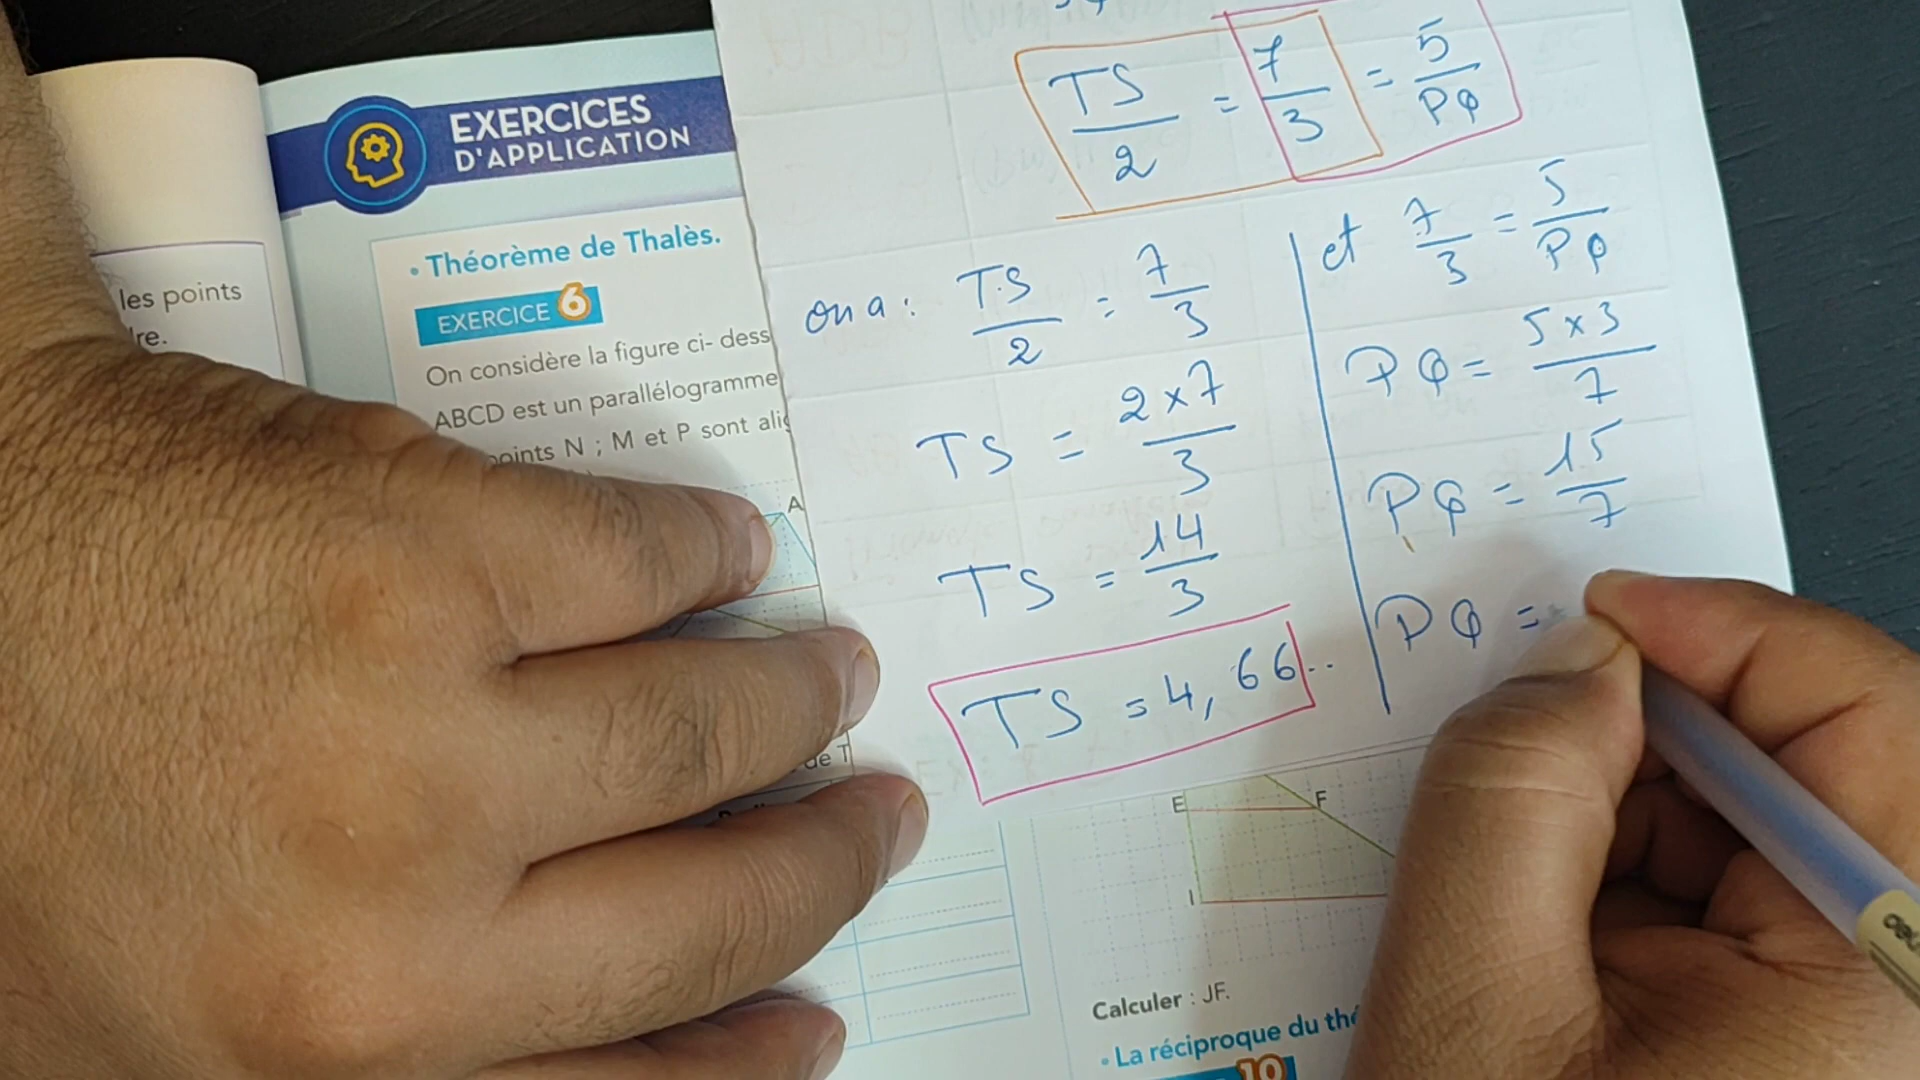 EXERCICES
D'APPLICATION
• Théorème de Thalès.
EXERCICE 6
On considère la figure ci- dess
ABCD est un parallélogramme
oints N ; M et P sont alig
les points
re.
A
de T
TS/2 = 7/3 = 5/PQ
on a : TS/2 = 7/3
TS = 2 x 7/3
TS = 14/3
TS = 4,66..
et 7/3 = 5/PQ
PQ = 5 x 3/7
PQ = 15/7
PQ =
E F
I
Calculer : JF.
• La réciproque du thé
10